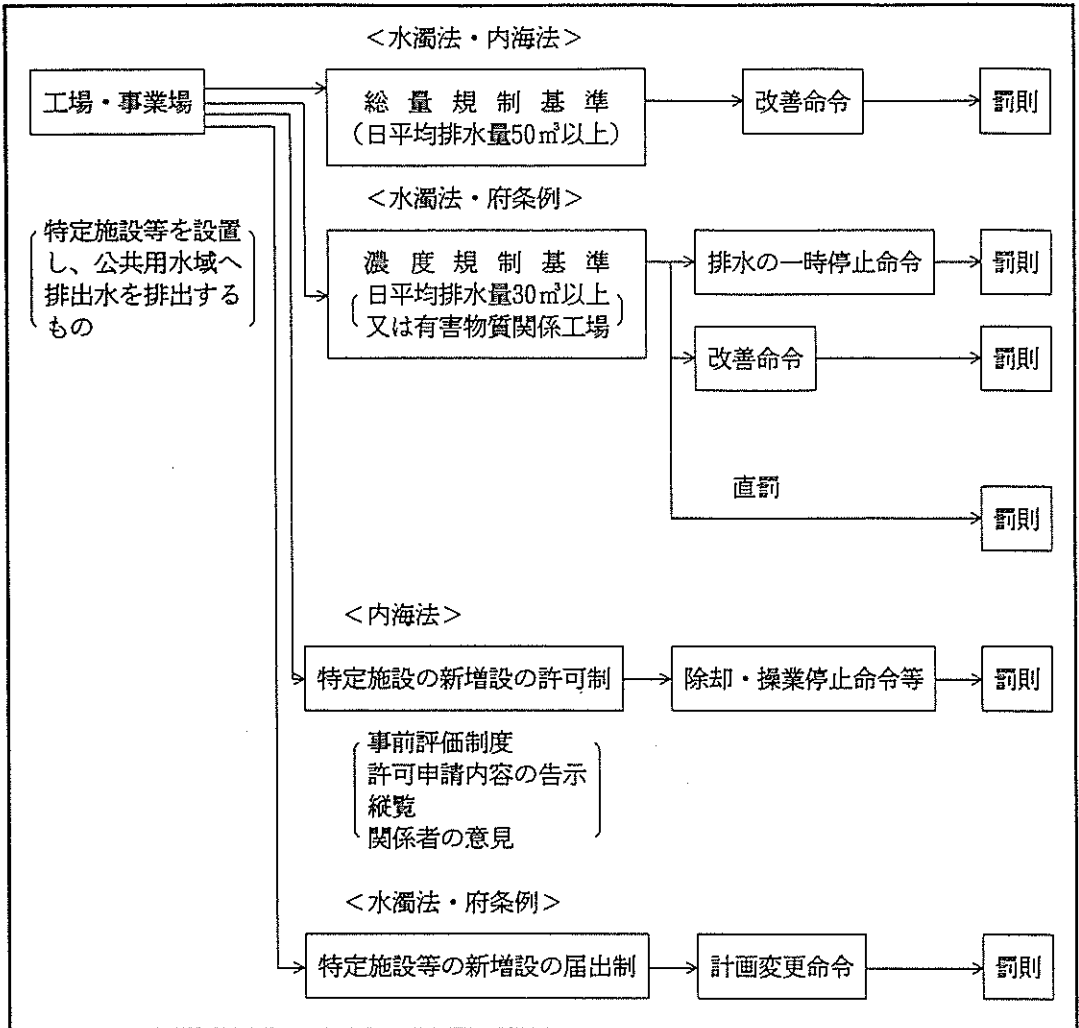 ＜水濁法・内海法＞
工場・事業場
総量規制基準
（日平均排水量50㎥以上）
改善命令
罰則
＜水濁法・府条例＞
特定施設等を設置
し、公共用水域へ
排出水を排出する
もの
濃度規制基準
日平均排水量30㎥以上
又は有害物質関係工場
排水の一時停止命令
罰則
改善命令
罰則
直罰
罰則
＜内海法＞
特定施設の新増設の許可制
除却・操業停止命令等
罰則
事前評価制度
許可申請内容の告示
縦覧
関係者の意見
＜水濁法・府条例＞
特定施設等の新増設の届出制
計画変更命令
罰則